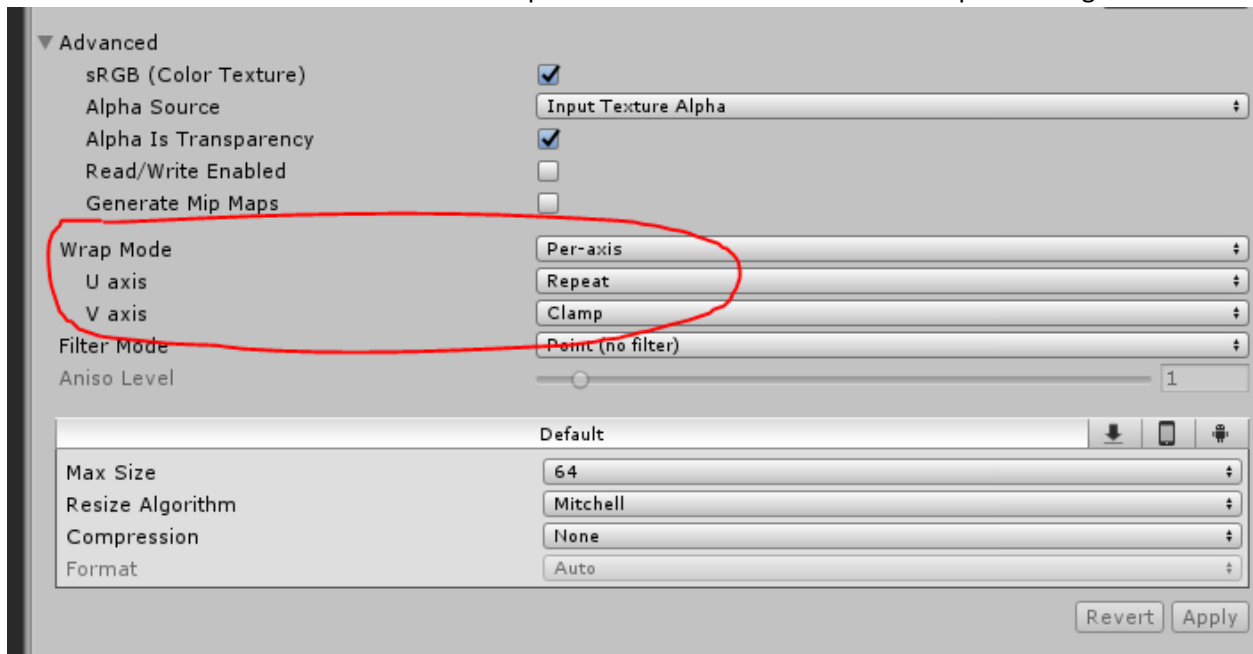 Advanced
sRGB (Color Texture)
Alpha Source Input Texture Alpha
Alpha Is Transparency
Read/Write Enabled
Generate Mip Maps
Wrap Mode Per-axis
U axis Repeat
V axis Clamp
Filter Mode Point (no filter)
Aniso Level 1
Default
Max Size 64
Resize Algorithm Mitchell
Compression None
Format Auto
Revert Apply